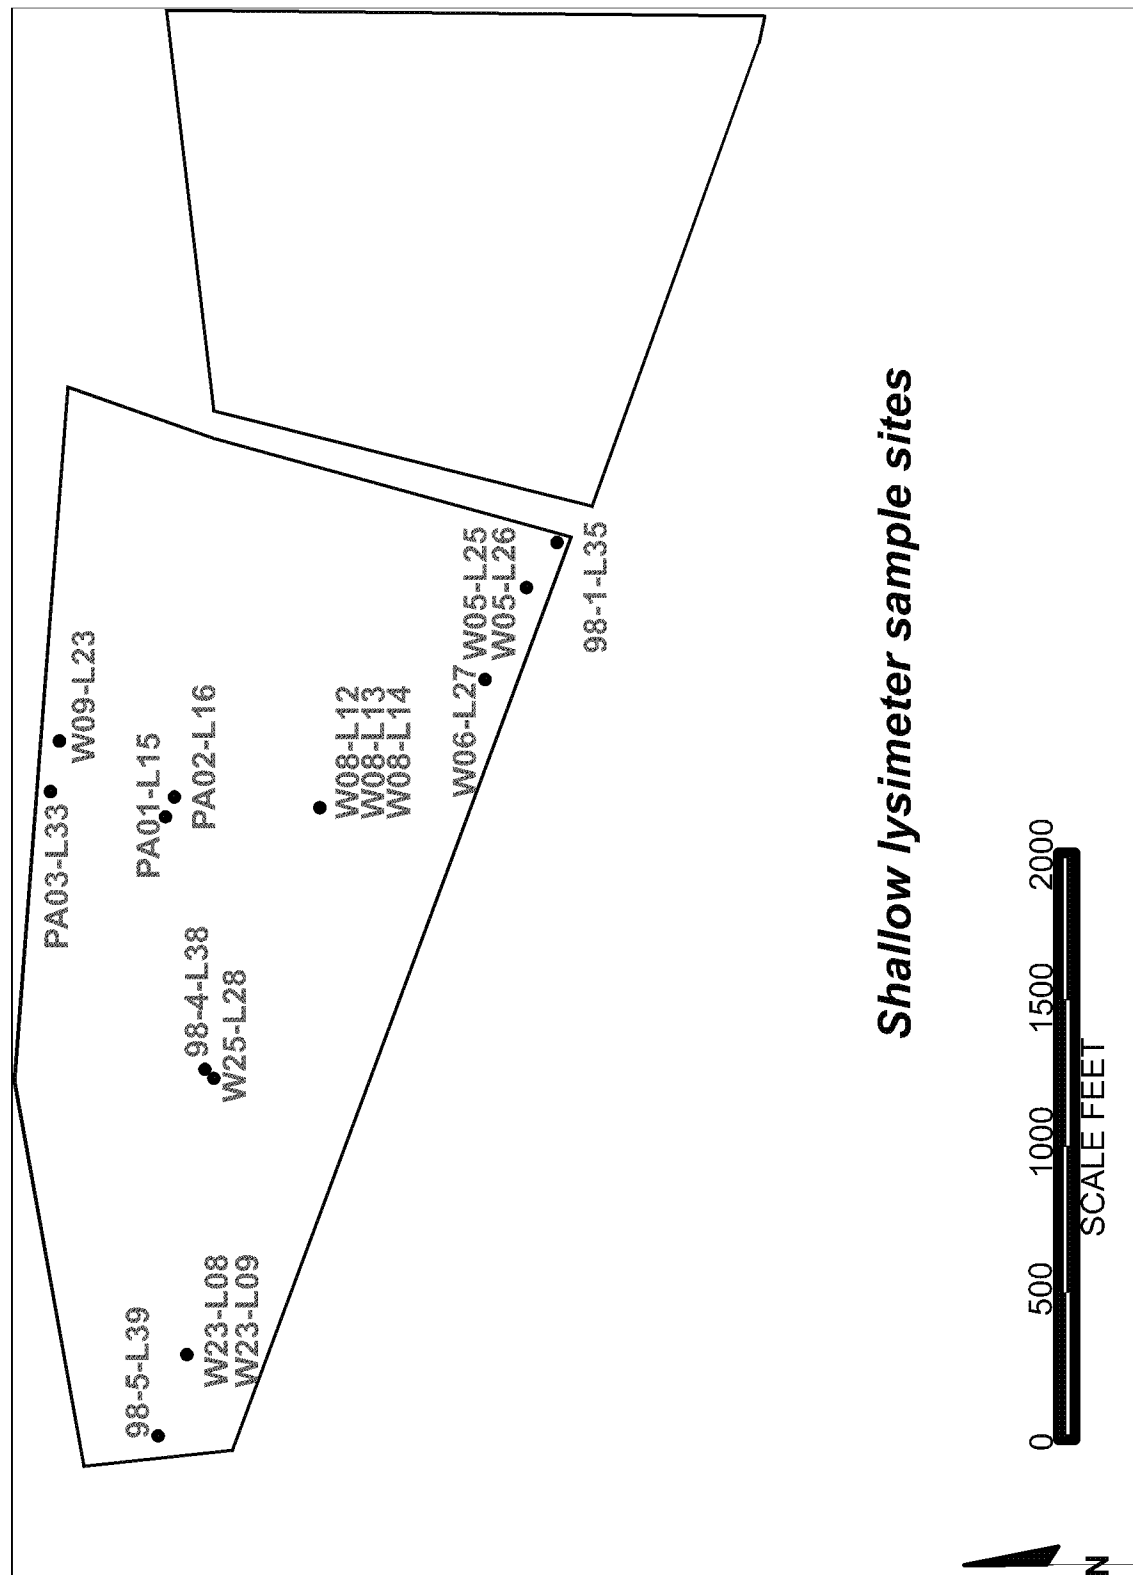 98-5-L39
W23-L08
W23-L09
98-4-L38
W25-L28
PA03-L33
W09-L23
PA01-L15
PA02-L16
W08-L12
W08-L13
W08-L14
W06-L27
W05-L25
W05-L26
98-1-L35
Shallow lysimeter sample sites
0 500 1000 1500 2000
SCALE FEET
N